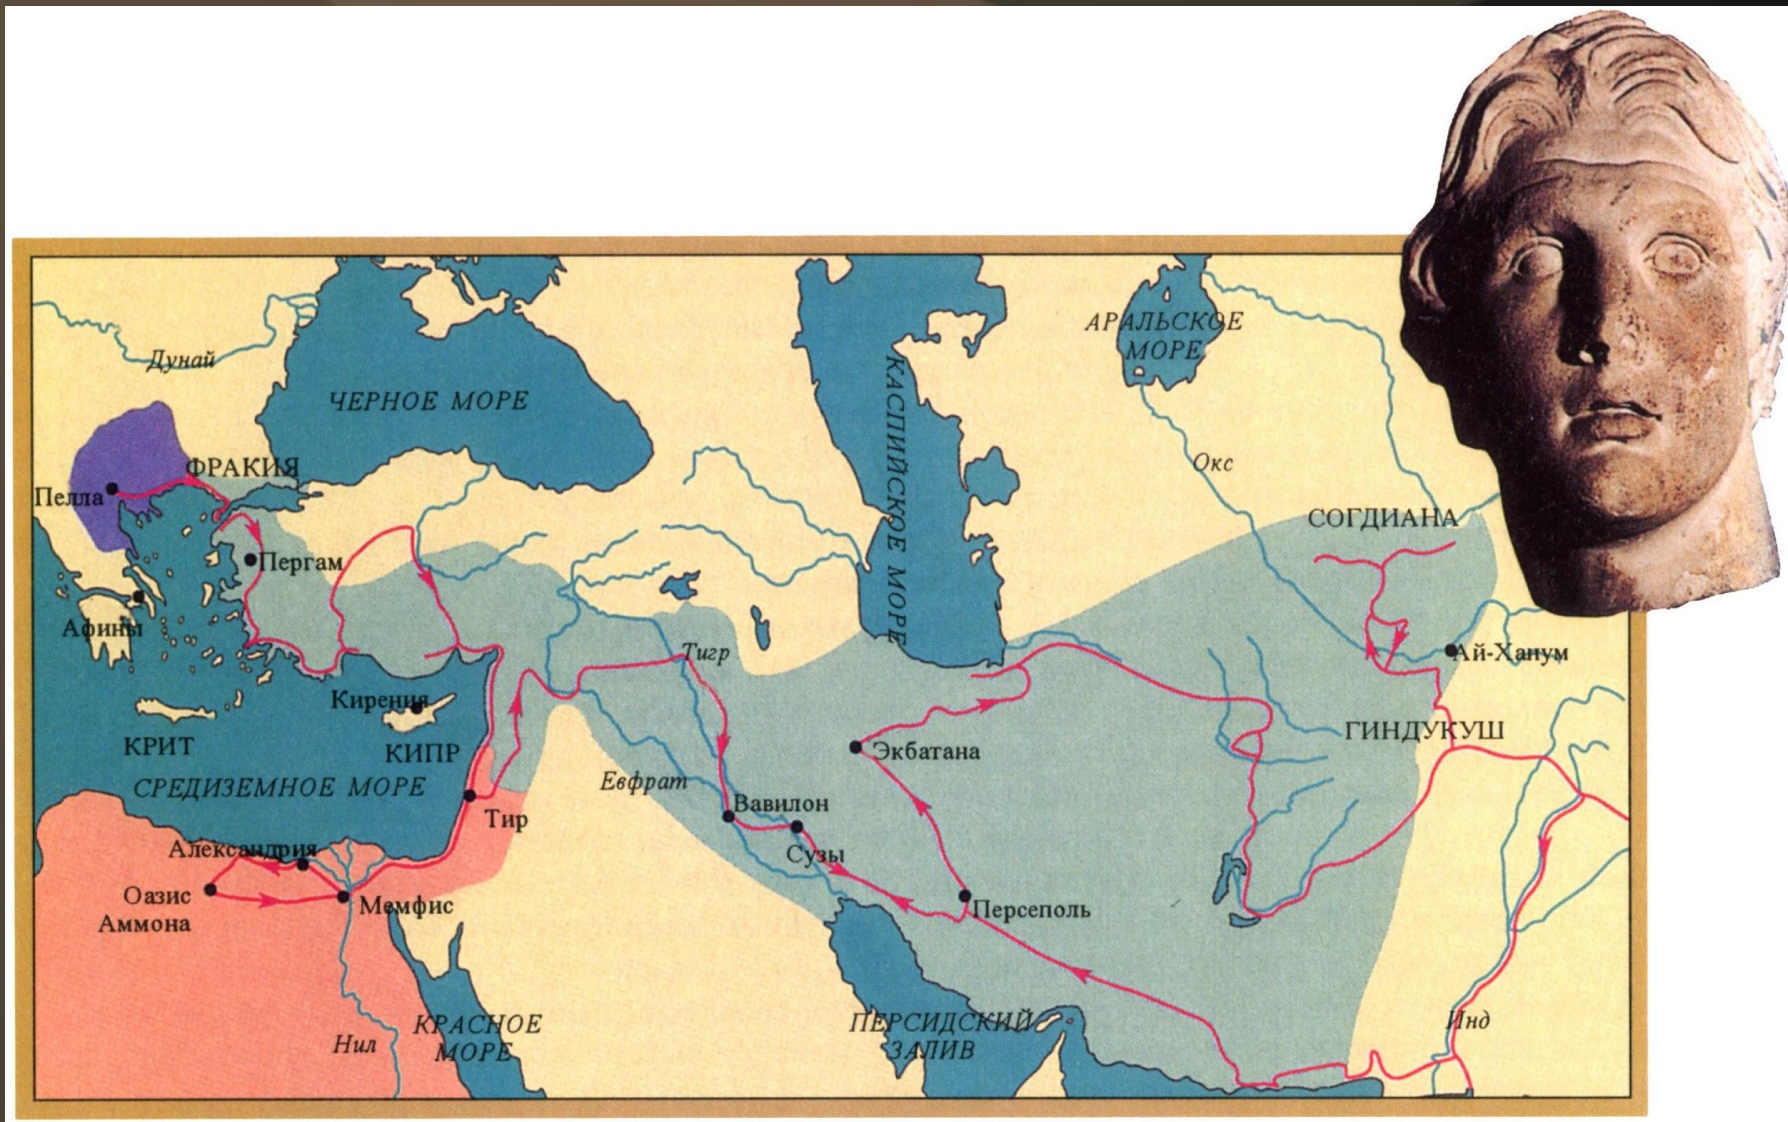 Дунай
ЧЕРНОЕ МОРЕ
КАСПИЙСКОЕ МОРЕ
АРАЛЬСКОЕ
МОРЕ
Окс
ФРАКИЯ
Пелла
Пергам
Афины
СОГДИАНА
Ай-Ханум
Тигр
Кирения
КРИТ
КИПР
СРЕДИЗЕМНОЕ МОРЕ
ГИНДУКУШ
Экбатана
Евфрат
Вавилон
Тир
Сузы
Александрия
Оазис
Аммона
Мемфис
Персеполь
Нил
КРАСНОЕ
МОРЕ
ПЕРСИДСКИЙ
ЗАЛИВ
Инд